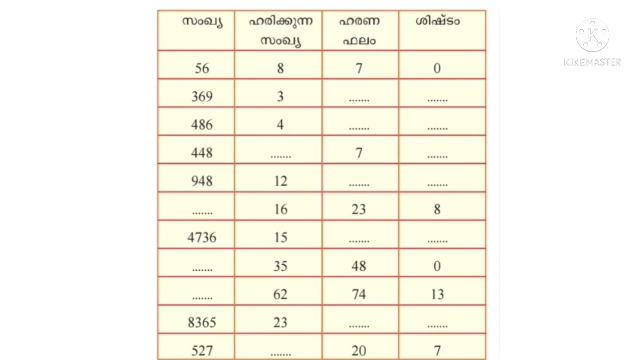 സംഖ്യ ഹരിക്കുന്ന സംഖ്യ ഹരണ ഫലം ശിഷ്ടം
56 8 7 0
369 3 ....... .......
486 4 ....... .......
448 ....... 7 .......
948 12 ....... .......
....... 16 23 8
4736 15 ....... .......
....... 35 48 0
....... 62 74 13
8365 23 ....... .......
527 ....... 20 7
KINEMASTER